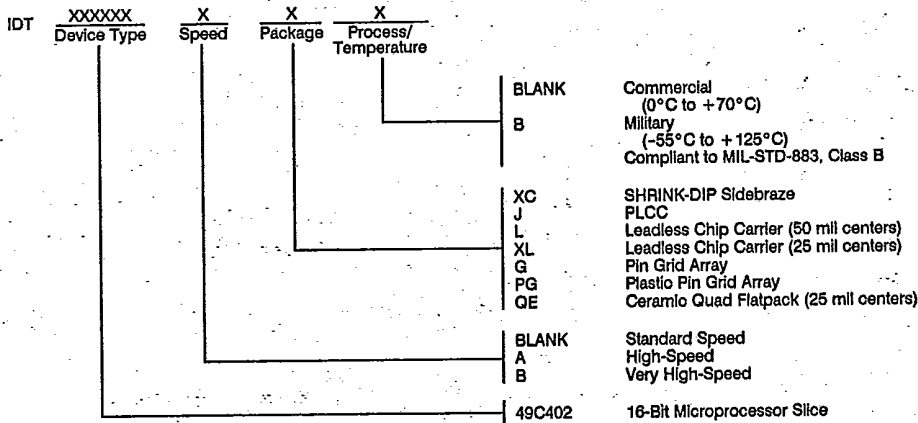 IDT XXXXXX X X X
Device Type Speed Package Process/
Temperature
BLANK Commercial
(0°C to +70°C)
B Military
(-55°C to +125°C)
Compliant to MIL-STD-883, Class B
XC SHRINK-DIP Sidebraze
J PLCC
L Leadless Chip Carrier (50 mil centers)
XL Leadless Chip Carrier (25 mil centers)
G Pin Grid Array
PG Plastic Pin Grid Array
QE Ceramic Quad Flatpack (25 mil centers)
BLANK Standard Speed
A High-Speed
B Very High-Speed
49C402 16-Bit Microprocessor Slice